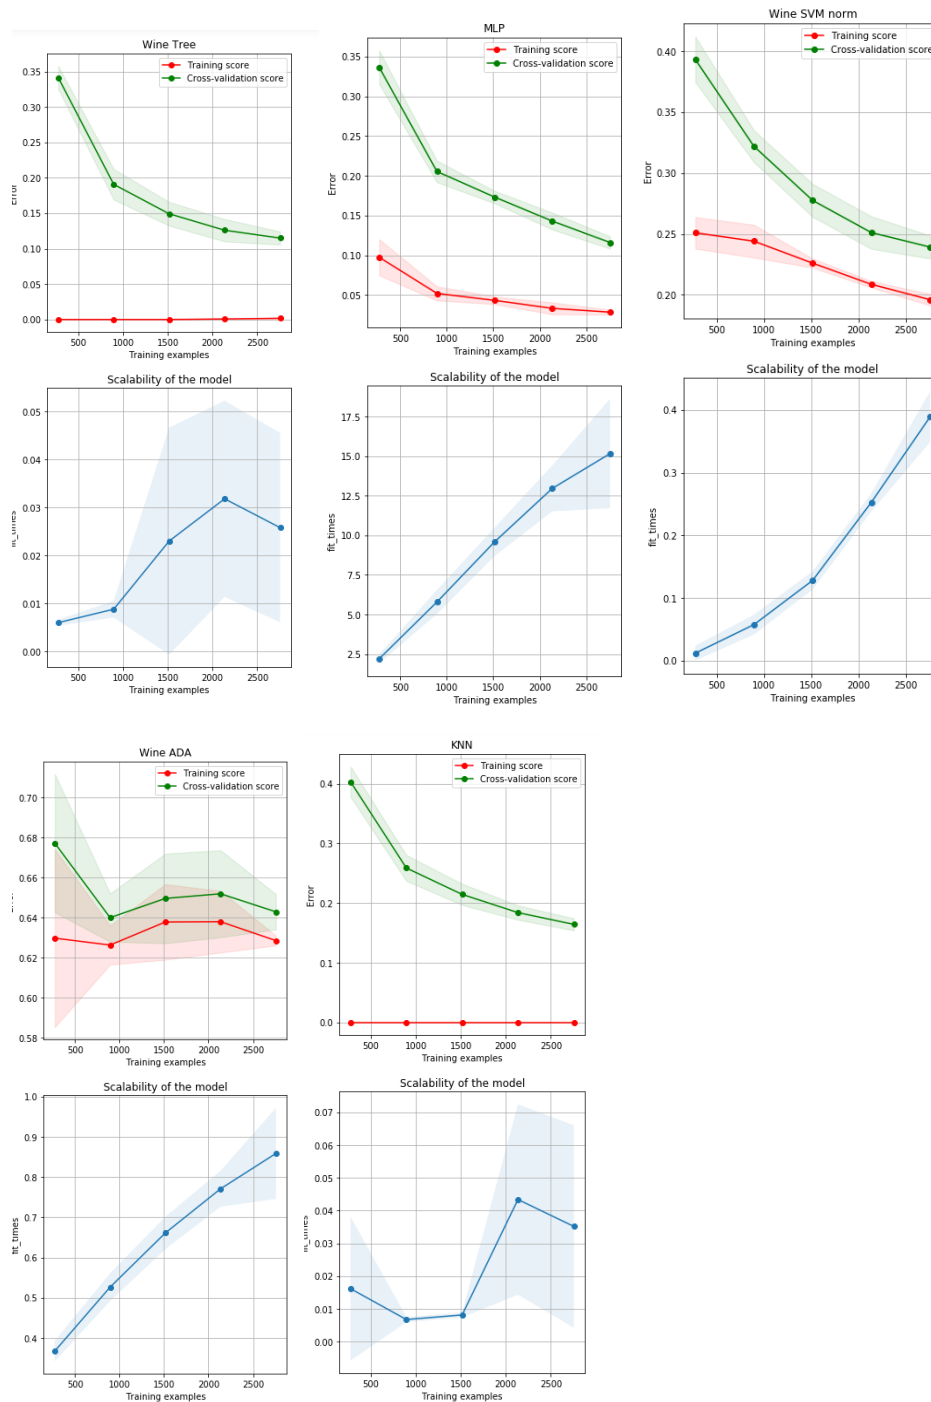 Wine Tree
Training score
Cross-validation score
0.35
0.30
0.25
0.20
0.15
0.10
0.05
0.00
Error
500 1000 1500 2000 2500
Training examples
MLP
Training score
Cross-validation score
0.35
0.30
0.25
0.20
0.15
0.10
0.05
Error
500 1000 1500 2000 2500
Training examples
Wine SVM norm
Training score
Cross-validation score
0.40
0.35
0.30
0.25
0.20
Error
500 1000 1500 2000 2500
Training examples
Scalability of the model
0.05
0.04
0.03
0.02
0.01
0.00
fit_times
500 1000 1500 2000 2500
Training examples
Scalability of the model
17.5
15.0
12.5
10.0
7.5
5.0
2.5
fit_times
500 1000 1500 2000 2500
Training examples
Scalability of the model
0.4
0.3
0.2
0.1
0.0
fit_times
500 1000 1500 2000 2500
Training examples
Wine ADA
Training score
Cross-validation score
0.70
0.68
0.66
0.64
0.62
0.60
0.58
500 1000 1500 2000 2500
Training examples
KNN
Training score
Cross-validation score
0.4
0.3
0.2
0.1
0.0
Error
500 1000 1500 2000 2500
Training examples
Scalability of the model
1.0
0.9
0.8
0.7
0.6
0.5
0.4
fit_times
500 1000 1500 2000 2500
Training examples
Scalability of the model
0.07
0.06
0.05
0.04
0.03
0.02
0.01
0.00
fit_times
500 1000 1500 2000 2500
Training examples